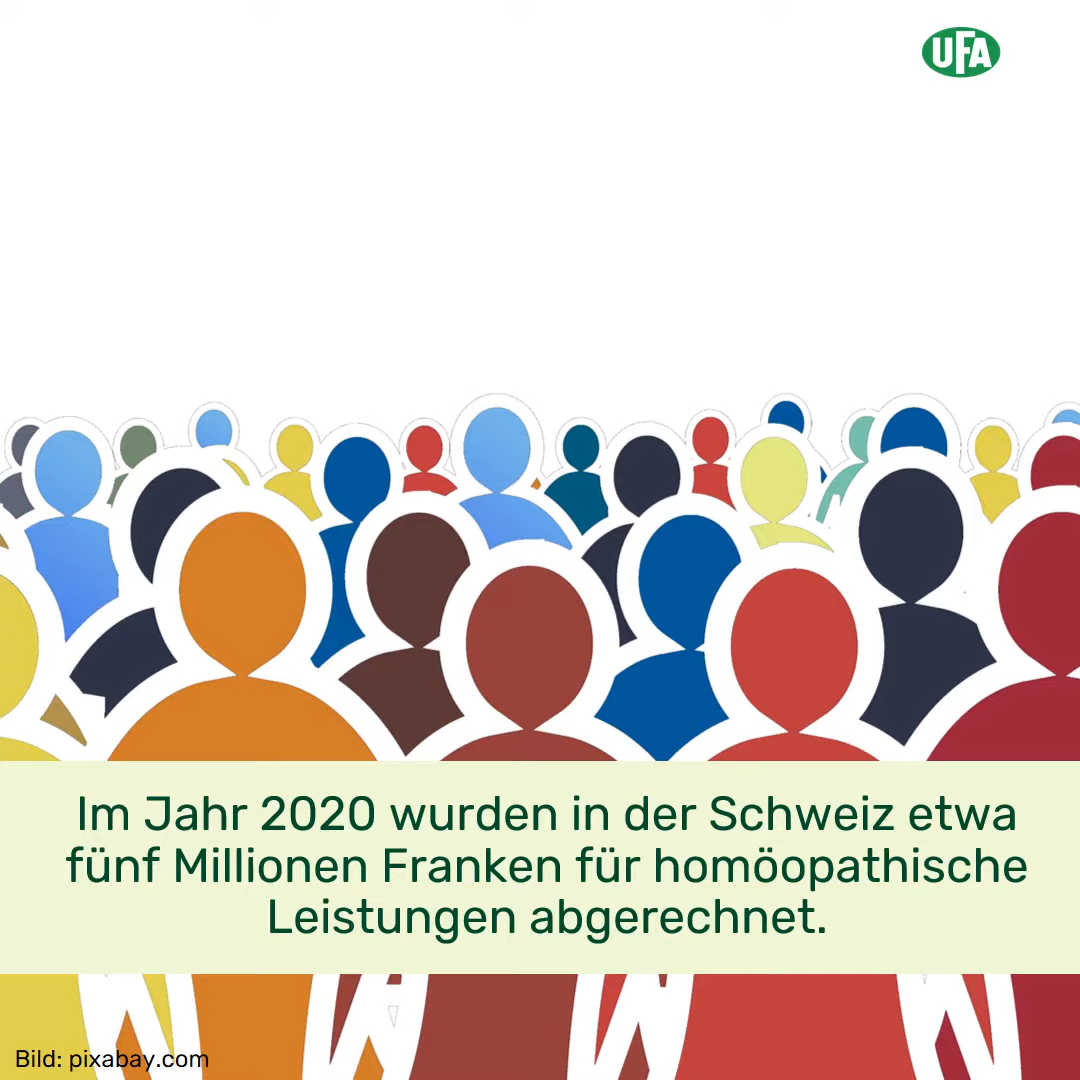 UFA
Im Jahr 2020 wurden in der Schweiz etwa
fünf Millionen Franken für homöopathische
Leistungen abgerechnet.
Bild: pixabay.com